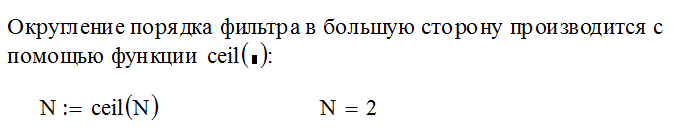 Округление порядка фильтра в большую сторону производится с
помощью функции ceil(▪):
N := ceil(N) N = 2